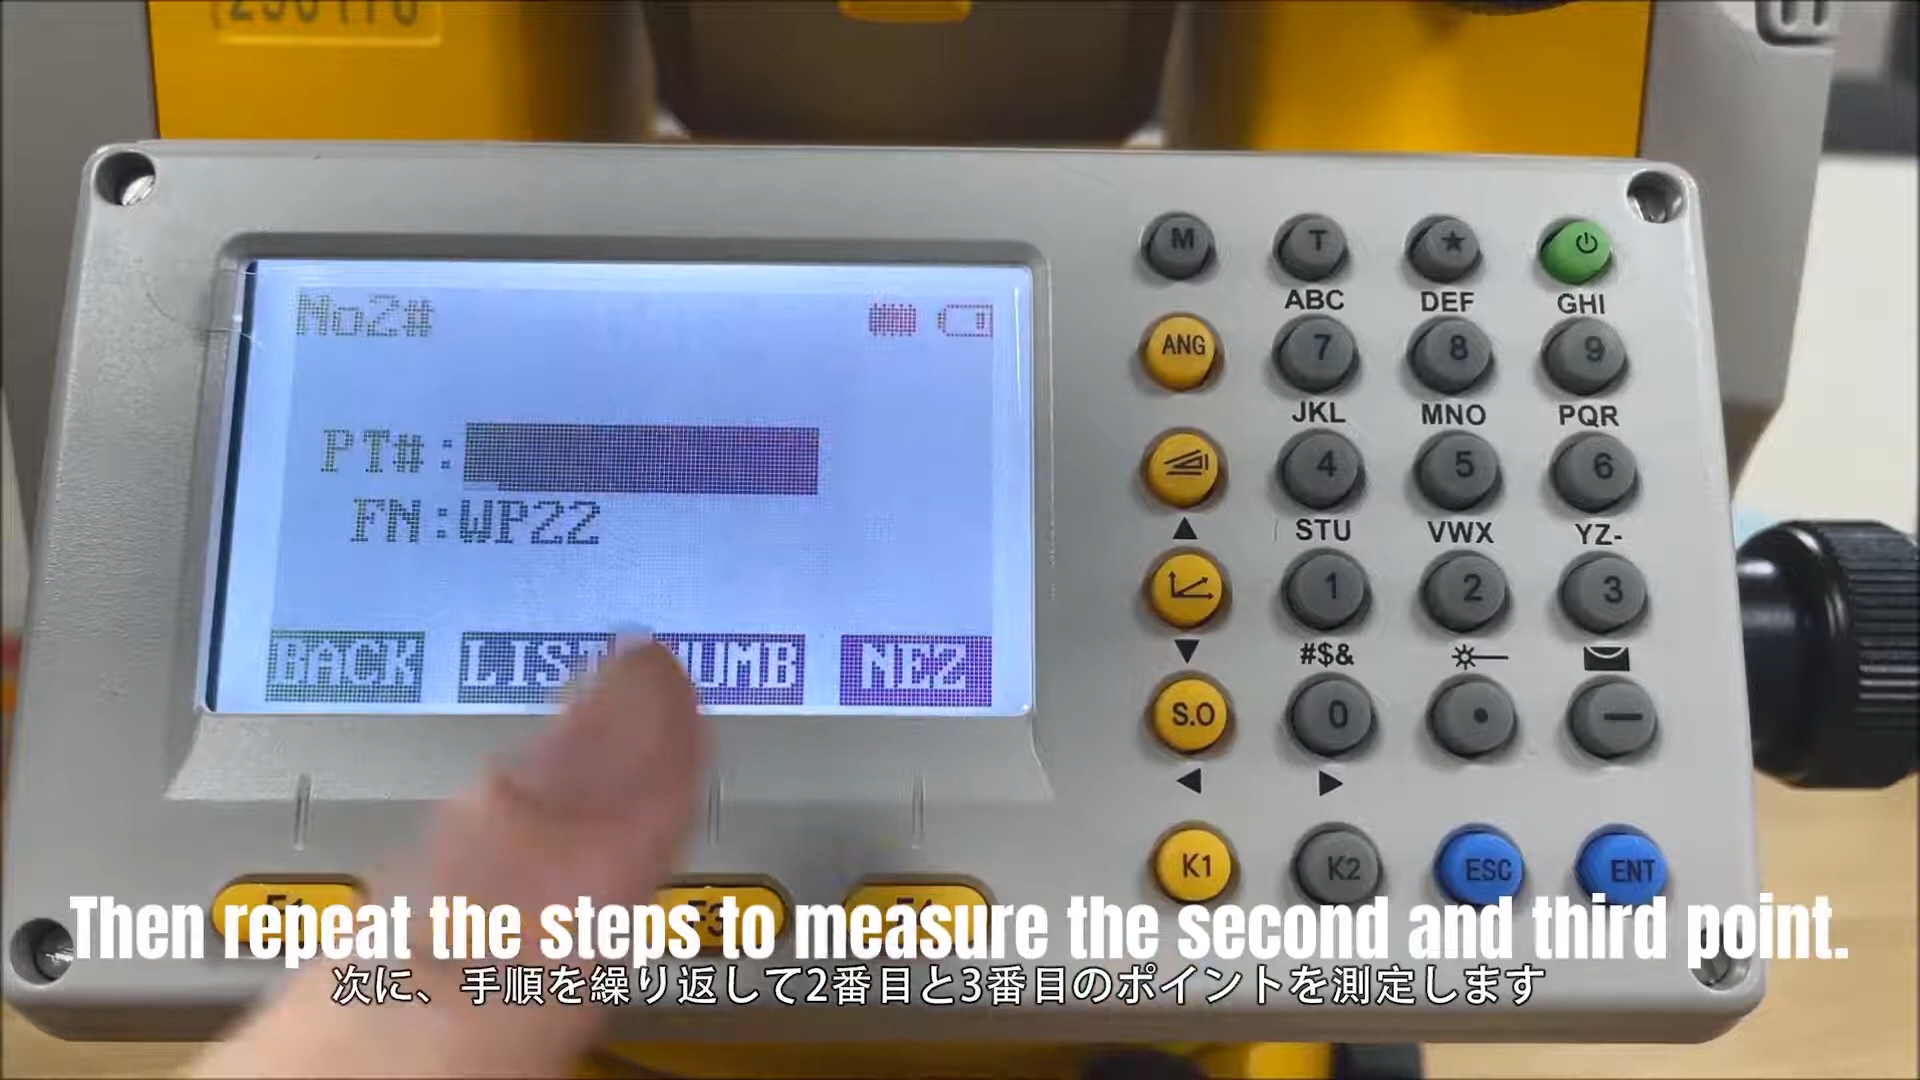 No2#
PT#:
FN:WP22
BACK
LIST
NEZ
M
T
★
ABC
DEF
GHI
ANG
7
8
9
JKL
MNO
PQR
4
5
6
▲
STU
VWX
YZ-
1
2
3
▼
#$&
S.O
0
•
—
◀
▶
K1
K2
ESC
ENT
F3
Then repeat the steps to measure the second and third point.
次に、手順を繰り返して2番目と3番目のポイントを測定します